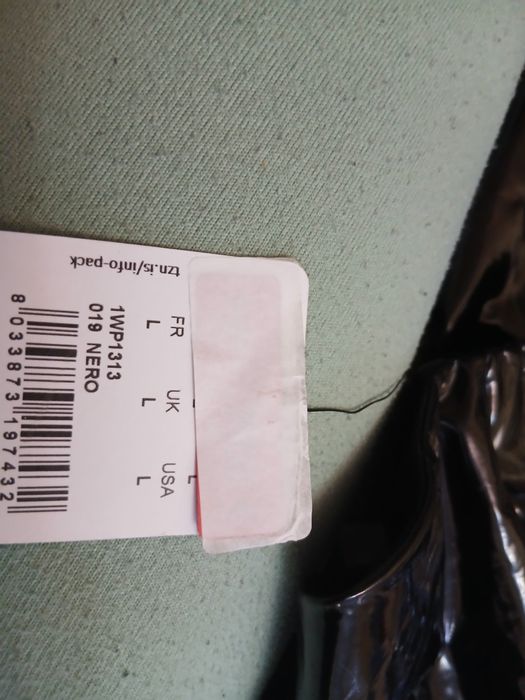 FR UK USA
L L L
1WP1313
019 NERO
8 033873 197432
tzn.is/info-pack